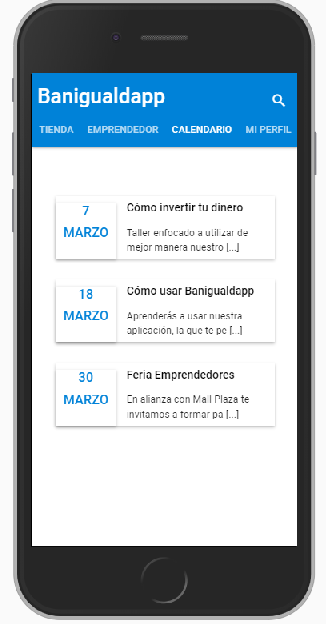 Banigualdapp
TIENDA EMPRENDEDOR CALENDARIO MI PERFIL
7
MARZO
Cómo invertir tu dinero
Taller enfocado a utilizar de
mejor manera nuestro [...]
18
MARZO
Cómo usar Banigualdapp
Aprenderás a usar nuestra
aplicación, la que te pe [...]
30
MARZO
Feria Emprendedores
En alianza con Mall Plaza te
invitamos a formar pa [...]